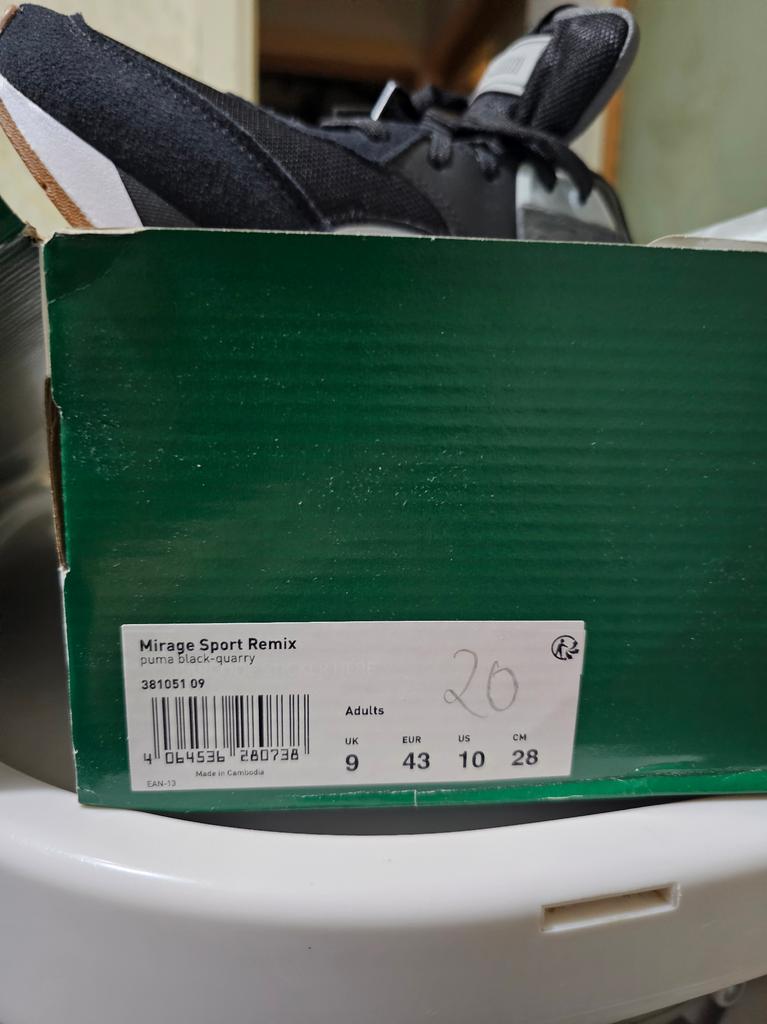 Mirage Sport Remix
puma black-quarry
381051 09
20
Adults
UK EUR US CM
9 43 10 28
4 064536 280738
Made in Cambodia
EAN-13